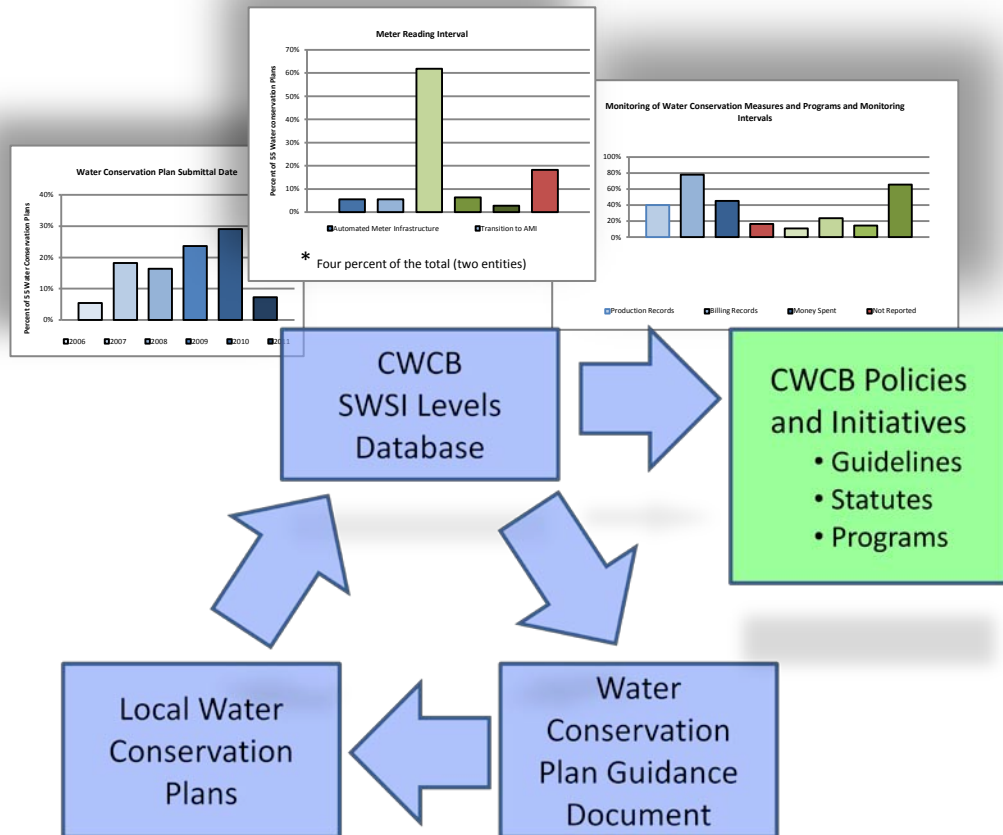 Meter Reading Interval
70%
60%
50%
40%
30%
20%
10%
0%
Percent of 55 Water conservation Plans
Automated Meter Infrastructure
Transition to AMI
* Four percent of the total (two entities)
Water Conservation Plan Submittal Date
40%
30%
20%
10%
0%
Percent of 55 Water Conservation Plans
2006
2007
2008
2009
2010
2011
Monitoring of Water Conservation Measures and Programs and Monitoring
Intervals
100%
80%
60%
40%
20%
0%
Production Records
Billing Records
Money Spent
Not Reported
CWCB
SWSI Levels
Database
CWCB Policies
and Initiatives
• Guidelines
• Statutes
• Programs
Local Water
Conservation
Plans
Water
Conservation
Plan Guidance
Document